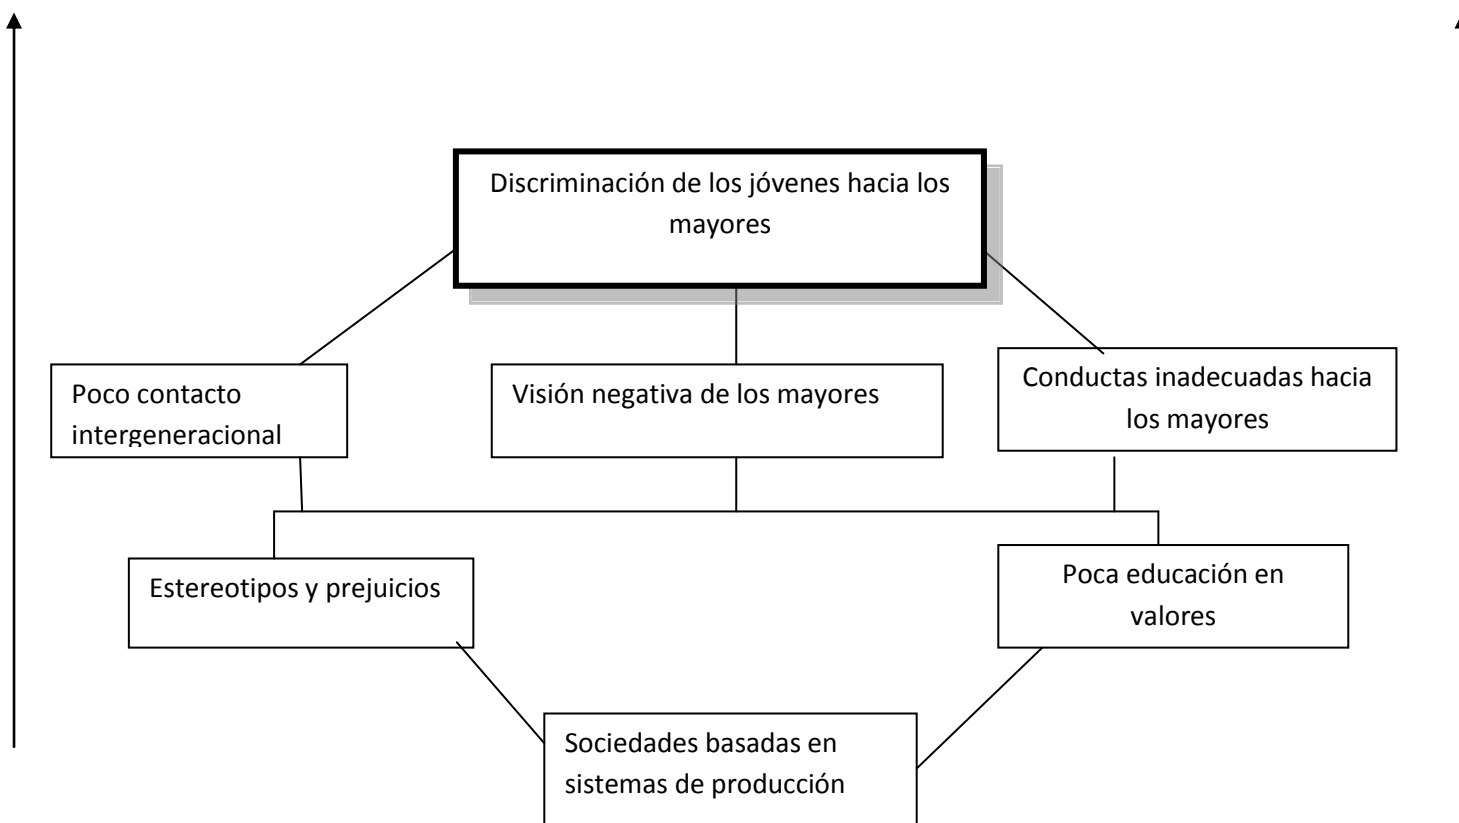 Discriminación de los jóvenes hacia los
mayores
Poco contacto
intergeneracional
Visión negativa de los mayores
Conductas inadecuadas hacia
los mayores
Estereotipos y prejuicios
Poca educación en
valores
Sociedades basadas en
sistemas de producción